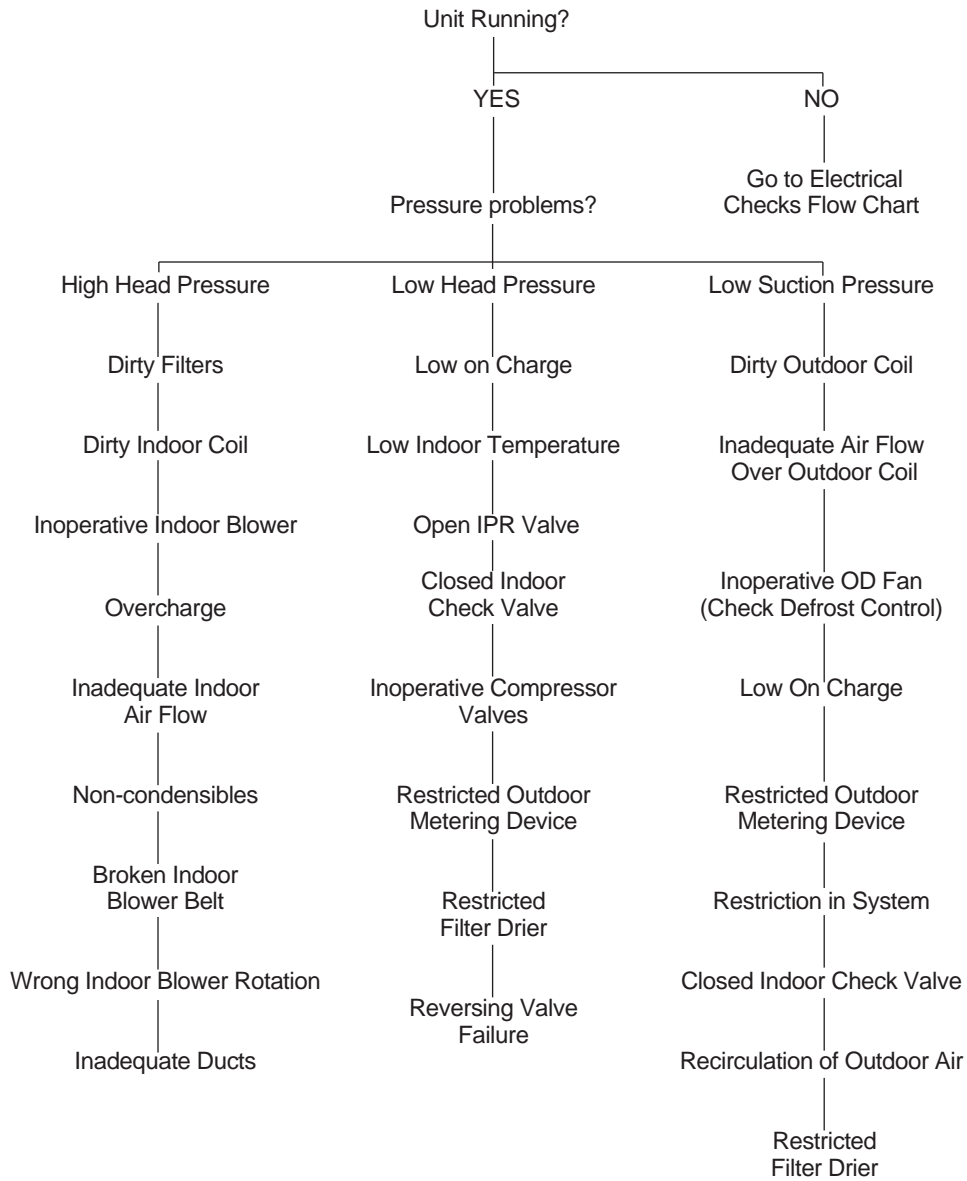 Unit Running?
YES
NO
Go to Electrical
Checks Flow Chart
Pressure problems?
High Head Pressure
Low Head Pressure
Low Suction Pressure
Dirty Filters
Low on Charge
Dirty Outdoor Coil
Dirty Indoor Coil
Low Indoor Temperature
Inadequate Air Flow
Over Outdoor Coil
Inoperative Indoor Blower
Open IPR Valve
Closed Indoor
Check Valve
Inoperative OD Fan
(Check Defrost Control)
Overcharge
Inadequate Indoor
Air Flow
Inoperative Compressor
Valves
Low On Charge
Non-condensibles
Restricted Outdoor
Metering Device
Restricted Outdoor
Metering Device
Broken Indoor
Blower Belt
Restricted
Filter Drier
Restriction in System
Wrong Indoor Blower Rotation
Reversing Valve
Failure
Closed Indoor Check Valve
Inadequate Ducts
Recirculation of Outdoor Air
Restricted
Filter Drier